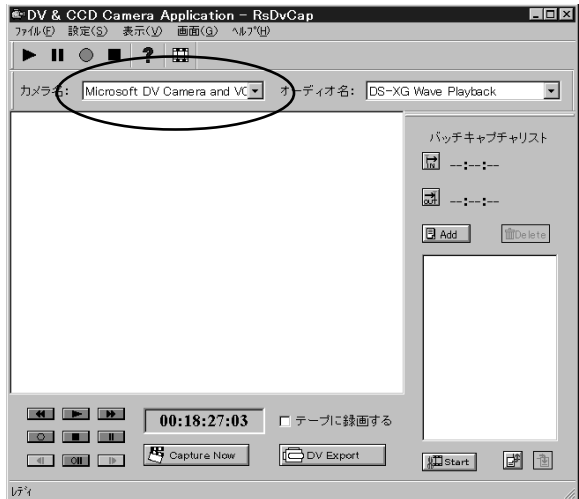 DV & CCD Camera Application - RsDvCap
ファイル(F) 設定(S) 表示(V) 画面(G) ヘルプ(H)
?
カメラ名: Microsoft DV Camera and VC オーディオ名: DS-XG Wave Playback
バッチキャプチャリスト
IN --:--:--
OUT --:--:--
Add Delete
00:18:27:03 テープに録画する
Capture Now DV Export Start
レディ